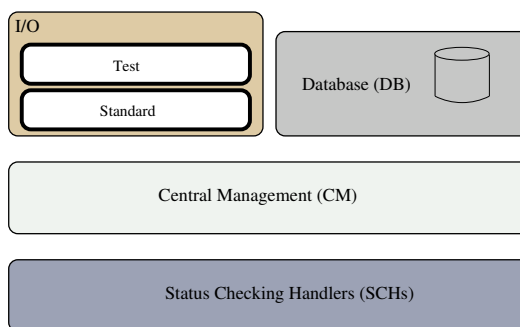 I/O
Test
Standard
Database (DB)
Central Management (CM)
Status Checking Handlers (SCHs)